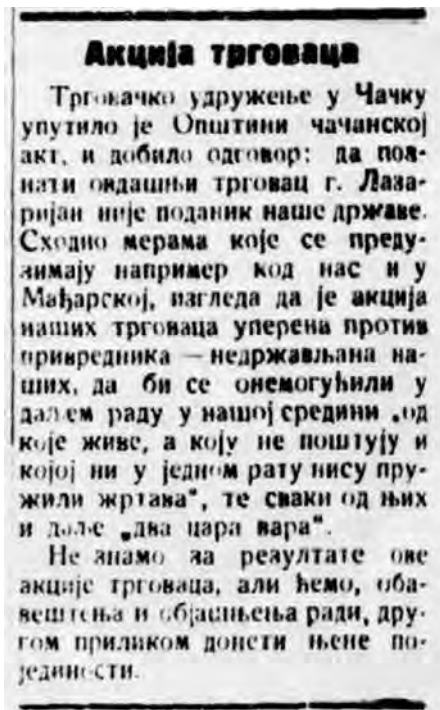 Акција трговаца
Трговачко удружење у Чачку
упутило је Општини чачанској
акт, и добило одговор: да поз-
нати овдашњи трговац г. Лаза-
ријан није поданик наше државе.
Сходно мерама које се преду-
зимају например код нас и у
Мађарској, изгледа да је акција
наших трговаца уперена против
привредника — недржављана на-
ших, да би се онемогућили у
даљем раду у нашој средини „од
које живе, а коју не поштују и
којој ни у једном рату нису пру-
жили жртава“, те сваки од њих
и даље „два цара вара“.
Не знамо за резултате ове
акције трговаца, али ћемо, оба-
вештења и објашњења ради, дру-
гом приликом донети њене по-
јединости.